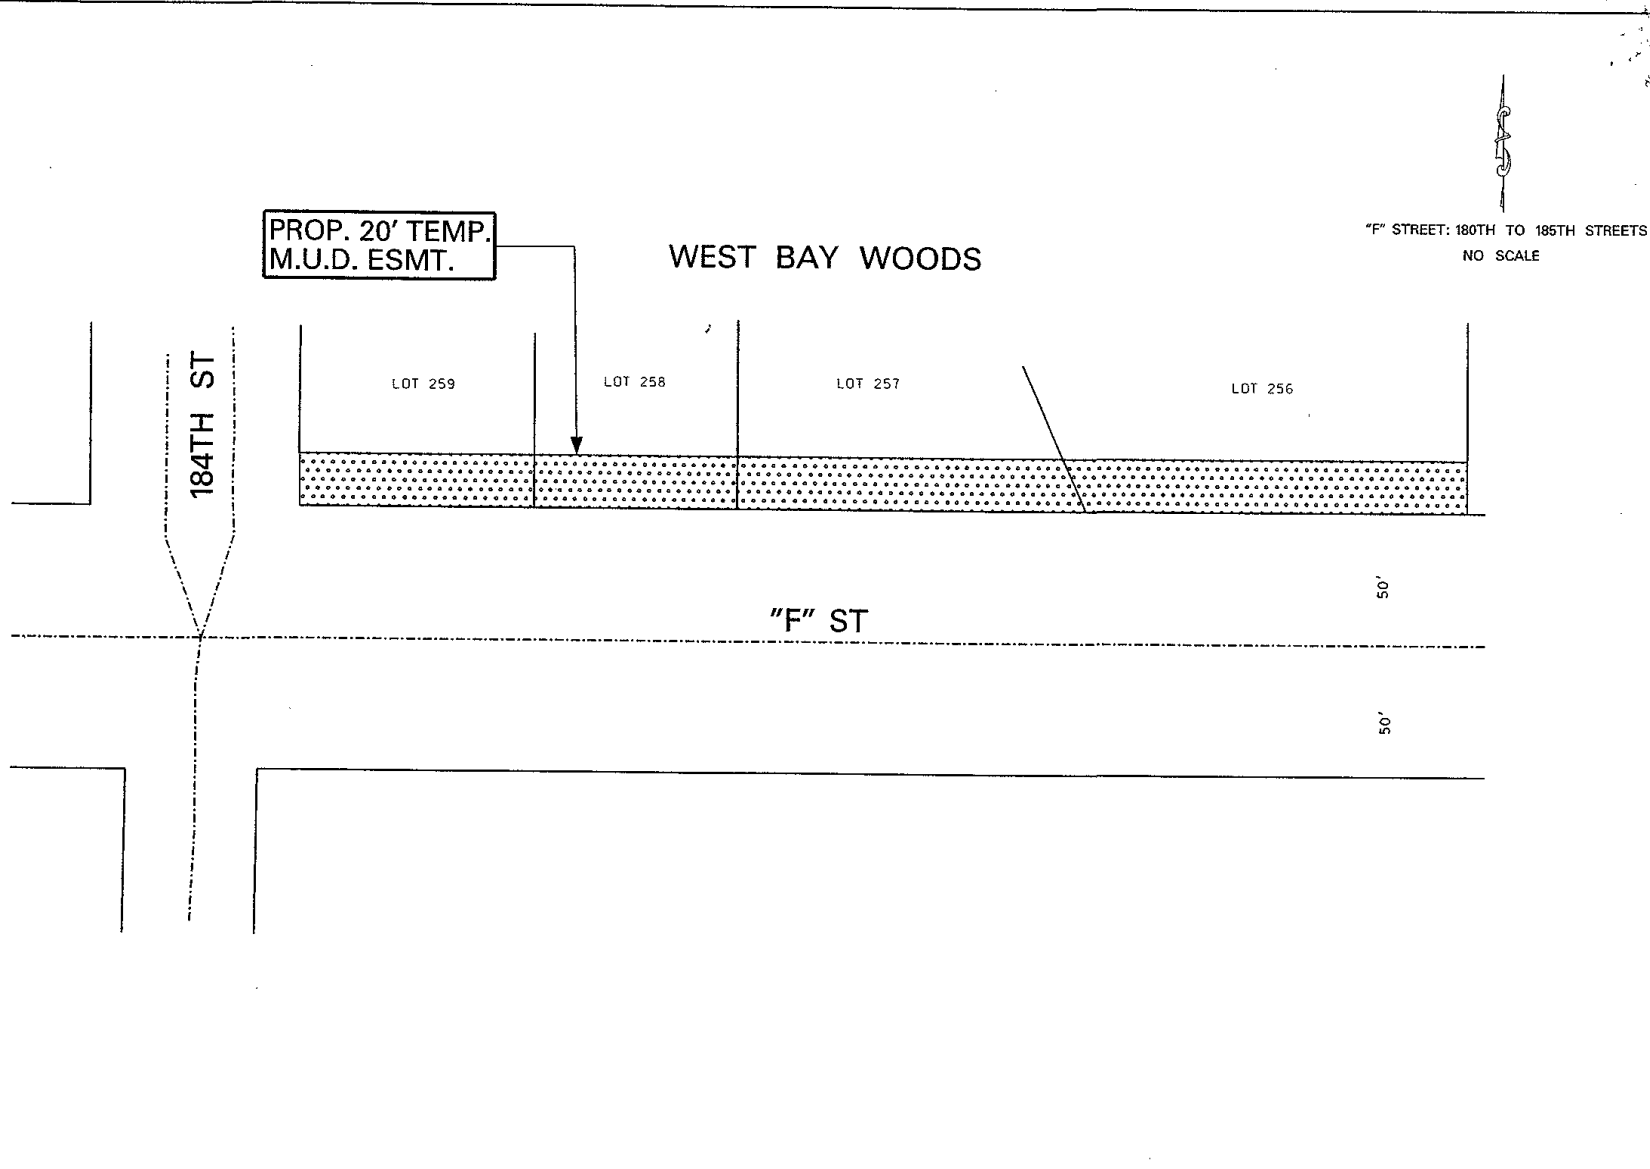 PROP. 20' TEMP.
M.U.D. ESMT.
WEST BAY WOODS
"F" STREET: 180TH TO 185TH STREETS
NO SCALE
184TH ST
LOT 259
LOT 258
LOT 257
LOT 256
50'
"F" ST
50'